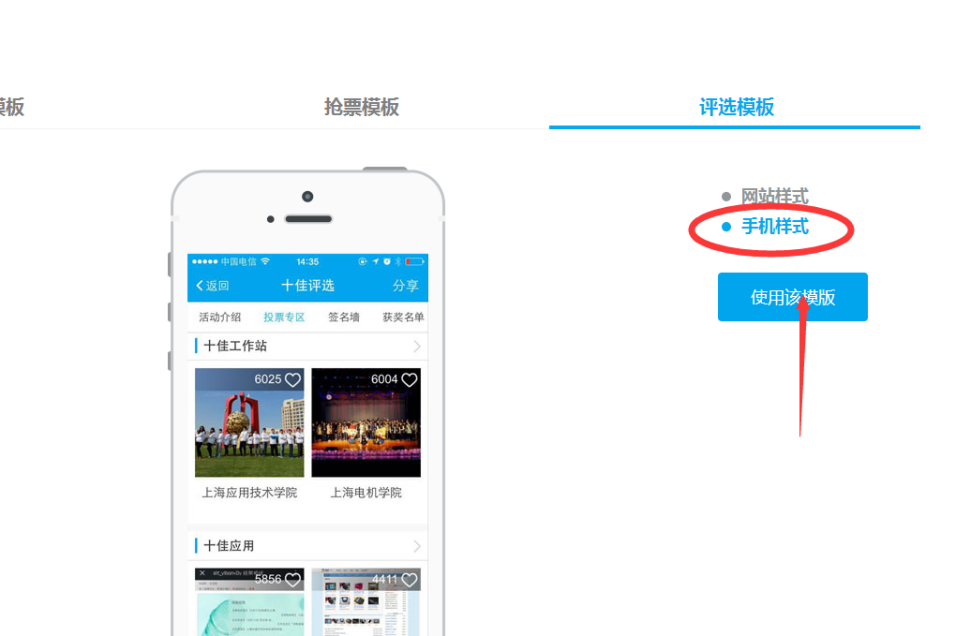 模板
抢票模板
评选模板
网站样式
手机样式
使用该模版
中国电信
14:35
返回
十佳评选
分享
活动介绍
投票专区
签名墙
获奖名单
十佳工作站
6025
6004
上海应用技术学院
上海电机学院
十佳应用
5856
4411